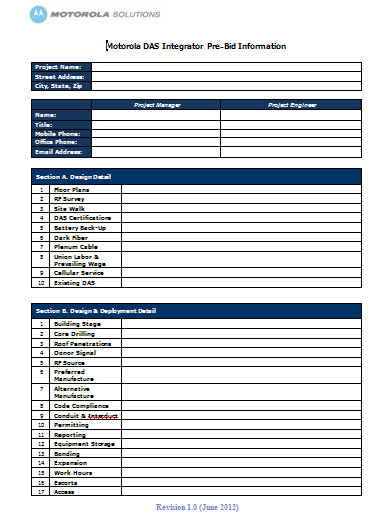 MOTOROLA SOLUTIONS
Motorola DAS Integrator Pre-Bid Information
Project Name:
Street Address:
City, State, Zip
Project Manager Project Engineer
Name:
Title:
Mobile Phone:
Office Phone:
Email Address:
Section A. Design Detail
1 Floor Plans
2 RF Survey
3 Site Walk
4 DAS Certifications
5 Battery Back-Up
6 Dark Fiber
7 Plenum Cable
8 Union Labor &
Prevailing Wage
9 Cellular Service
10 Existing DAS
Section B. Design & Deployment Detail
1 Building Stage
2 Core Drilling
3 Roof Penetrations
4 Donor Signal
5 RF Source
6 Preferred
Manufacture
7 Alternative
Manufacture
8 Code Compliance
9 Conduit & Interduct
10 Permitting
11 Reporting
12 Equipment Storage
13 Bonding
14 Expansion
15 Work Hours
16 Escorts
17 Access
Revision 1.0 (June 2012)